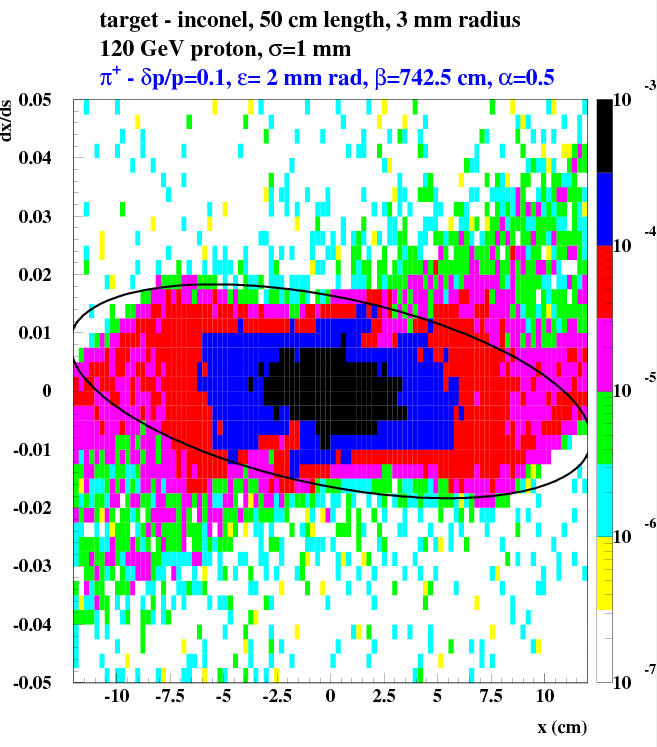 target - inconel, 50 cm length, 3 mm radius
120 GeV proton, σ=1 mm
π⁺ - δp/p=0.1, ε= 2 mm rad, β=742.5 cm, α=0.5
dx/ds
0.05
0.04
0.03
0.02
0.01
0
-0.01
-0.02
-0.03
-0.04
-0.05
-10 -7.5 -5 -2.5 0 2.5 5 7.5 10
x (cm)
10 -3
10 -4
10 -5
10 -6
10 -7